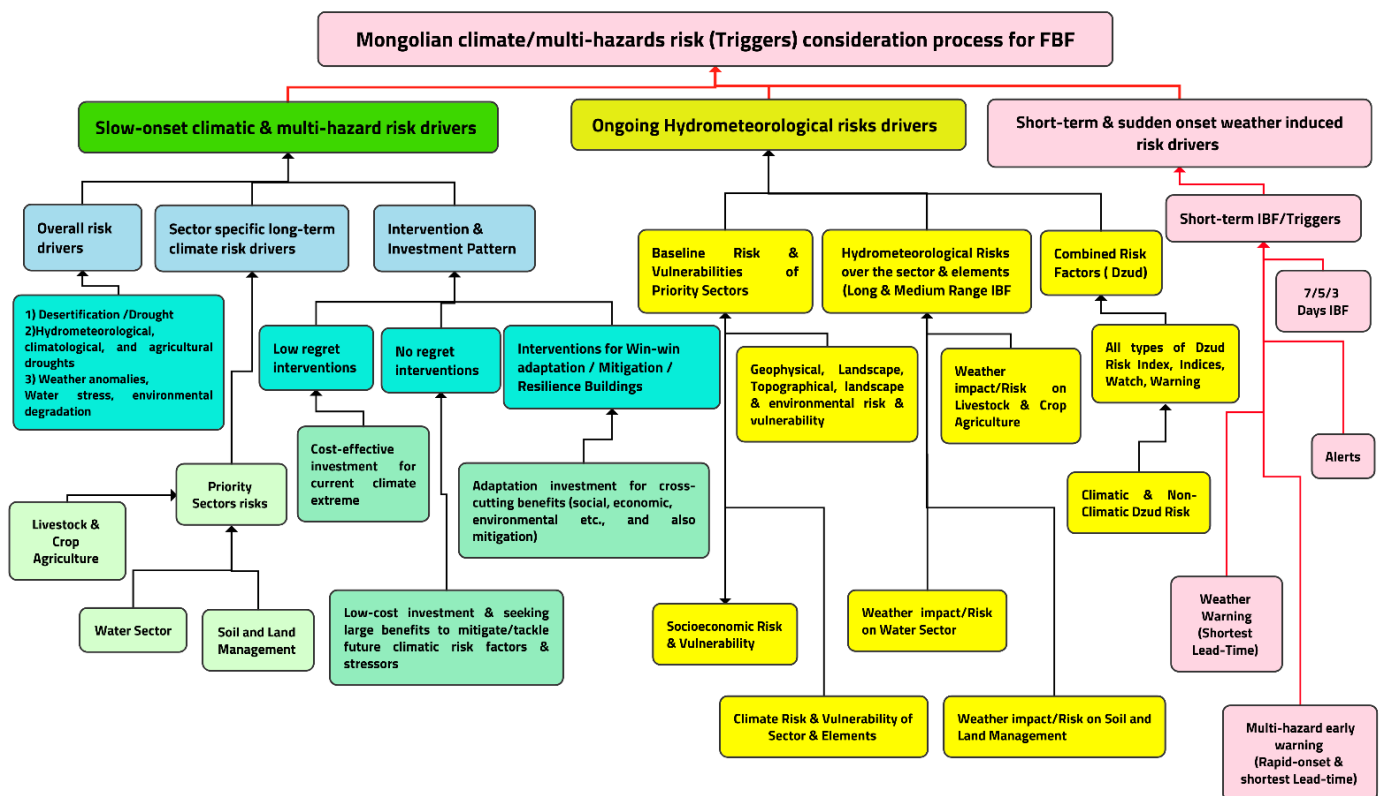 Mongolian climate/multi-hazards risk (Triggers) consideration process for FBF
Slow-onset climatic & multi-hazard risk drivers
Ongoing Hydrometeorological risks drivers
Short-term & sudden onset weather induced
risk drivers
Overall risk
drivers
Sector specific long-term
climate risk drivers
Intervention &
Investment Pattern
Baseline Risk &
Vulnerabilities of
Priority Sectors
Hydrometeorological Risks
over the sector & elements
(Long & Medium Range IBF
Combined Risk
Factors ( Dzud)
Short-term IBF/Triggers
7/5/3
Days IBF
1) Desertification /Drought
2)Hydrometeorological,
climatological, and agricultural
droughts
3) Weather anomalies,
Water stress, environmental
degradation
Low regret
interventions
No regret
interventions
Interventions for Win-win
adaptation / Mitigation /
Resilience Buildings
Geophysical, Landscape,
Topographical, landscape
& environmental risk &
vulnerability
Weather
impact/Risk on
Livestock & Crop
Agriculture
All types of Dzud
Risk Index, Indices,
Watch, Warning
Alerts
Cost-effective
investment for
current climate
extreme
Priority
Sectors risks
Adaptation investment for cross-
cutting benefits (social, economic,
environmental etc., and also
mitigation)
Climatic & Non-
Climatic Dzud Risk
Livestock &
Crop
Agriculture
Water Sector
Soil and Land
Management
Low-cost investment & seeking
large benefits to mitigate/tackle
future climatic risk factors &
stressors
Socioeconomic Risk
& Vulnerability
Weather impact/Risk
on Water Sector
Weather
Warning
(Shortest
Lead-Time)
Climate Risk & Vulnerability of
Sector & Elements
Weather impact/Risk on Soil and
Land Management
Multi-hazard early
warning
(Rapid-onset &
shortest Lead-time)